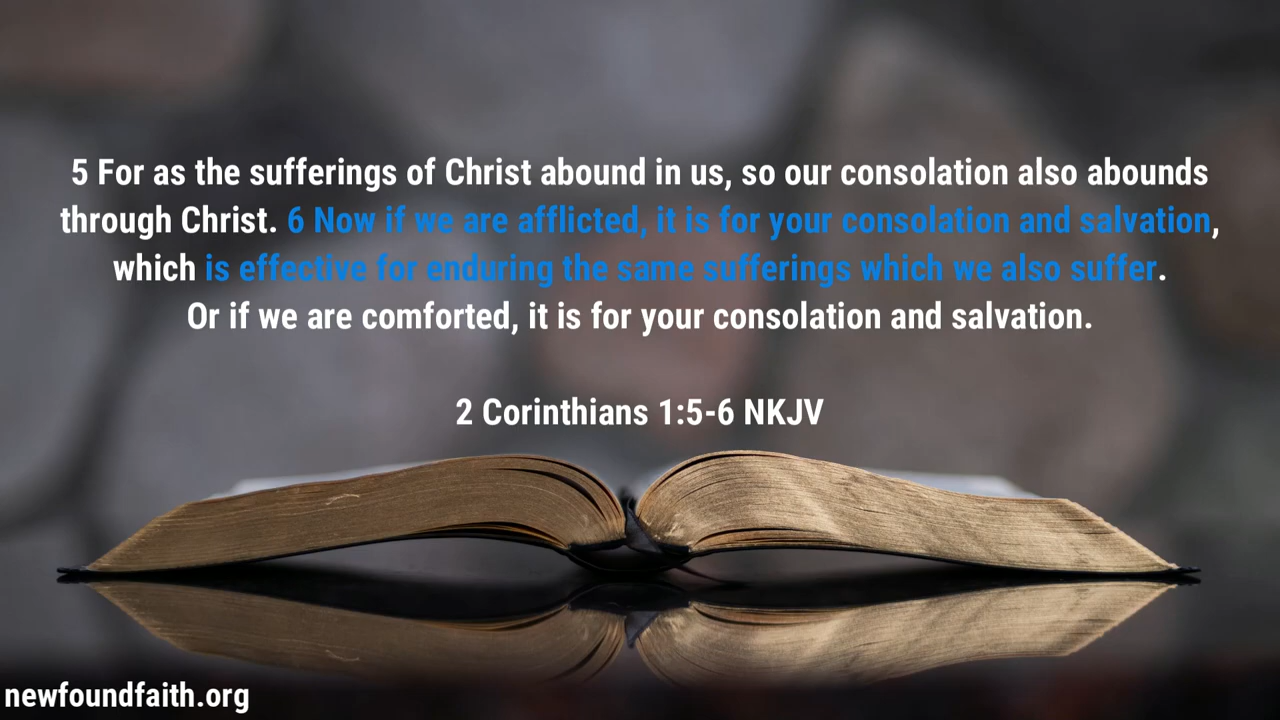 5 For as the sufferings of Christ abound in us, so our consolation also abounds
through Christ. 6 Now if we are afflicted, it is for your consolation and salvation,
which is effective for enduring the same sufferings which we also suffer.
Or if we are comforted, it is for your consolation and salvation.
2 Corinthians 1:5-6 NKJV
newfoundfaith.org